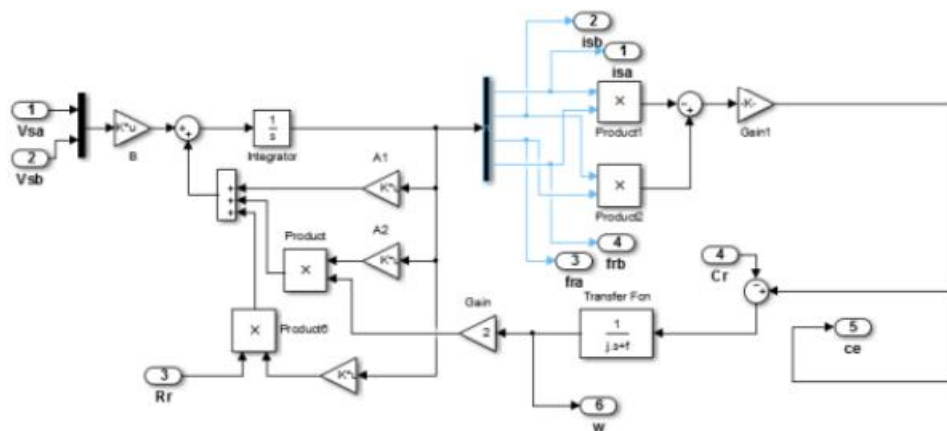 2
isb
1
isa
1
Vsa
2
Vsb
K*u
B
+
+
1
s
Integrator
×
Product1
-
+
-K-
Gain1
×
Product2
A1
K*u
+
+
+
A2
K*u
Product
×
4
frb
3
fra
4
Cr
-
+
Gain
2
Transfer Fcn
1
j.s+f
5
ce
×
Product6
3
Rr
K*u
6
w